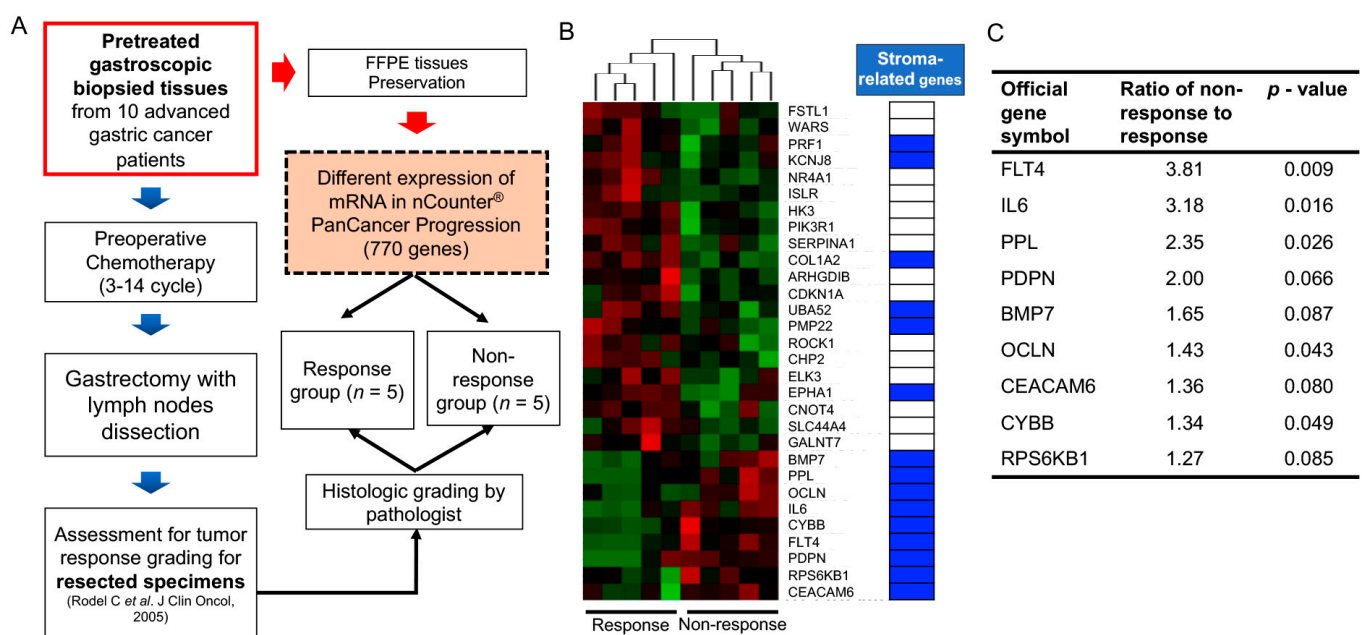 A
Pretreated
gastroscopic
biopsied tissues
from 10 advanced
gastric cancer
patients
Preoperative
Chemotherapy
(3-14 cycle)
Gastrectomy with
lymph nodes
dissection
Assessment for tumor
response grading for
resected specimens
(Rodel C et al. J Clin Oncol,
2005)
FFPE tissues
Preservation
Different expression of
mRNA in nCounter®
PanCancer Progression
(770 genes)
Response
group (n = 5)
Non-
response
group (n = 5)
Histologic grading by
pathologist
B
Stroma-
related genes
FSTL1
WARS
PRF1
KCNJ8
NR4A1
ISLR
HK3
PIK3R1
SERPINA1
COL1A2
ARHGDIB
CDKN1A
UBA52
PMP22
ROCK1
CHP2
ELK3
EPHA1
CNOT4
SLC44A4
GALNT7
BMP7
PPL
OCLN
IL6
CYBB
FLT4
PDPN
RPS6KB1
CEACAM6
Response Non-response
C
Official gene symbol Ratio of non-response to response p - value
FLT4 3.81 0.009
IL6 3.18 0.016
PPL 2.35 0.026
PDPN 2.00 0.066
BMP7 1.65 0.087
OCLN 1.43 0.043
CEACAM6 1.36 0.080
CYBB 1.34 0.049
RPS6KB1 1.27 0.085